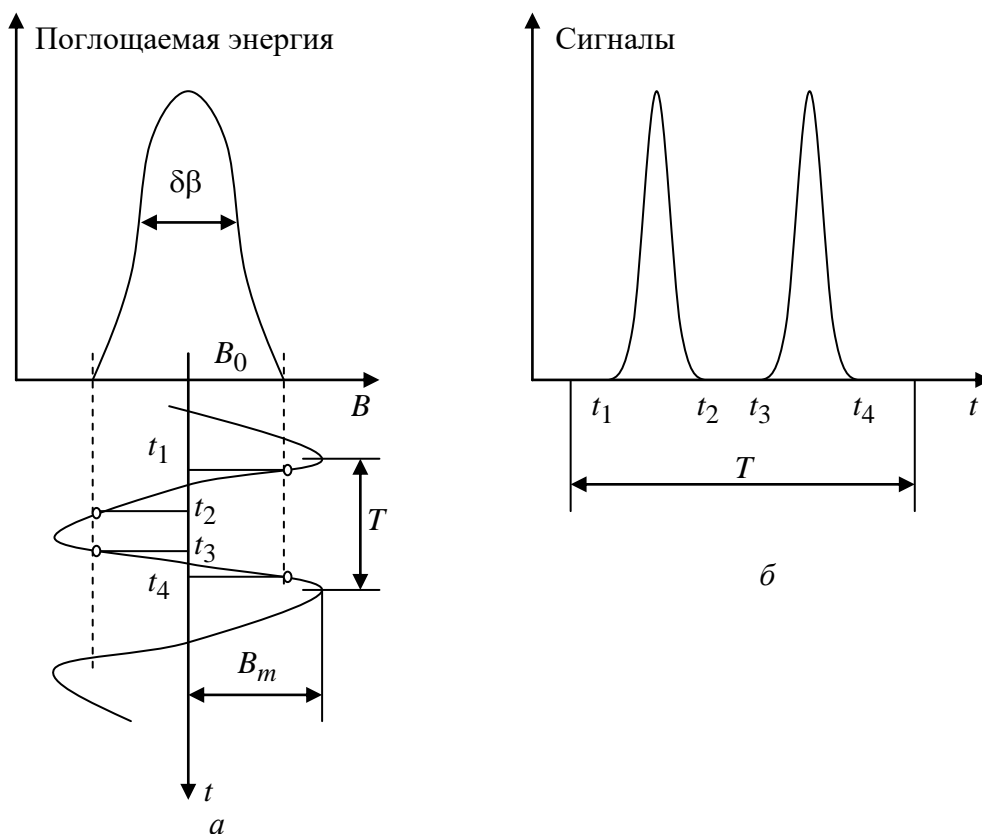 Поглощаемая энергия
δβ
B₀
B
t₁
t₂
t₃
t₄
T
Bₘ
t
а
Сигналы
t₁ t₂ t₃ t₄ t
T
б